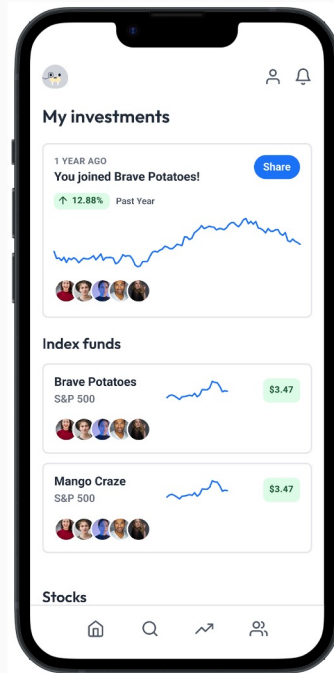 My investments
1 YEAR AGO
You joined Brave Potatoes!
Share
↑ 12.88% Past Year
Index funds
Brave Potatoes
S&P 500
$3.47
Mango Craze
S&P 500
$3.47
Stocks